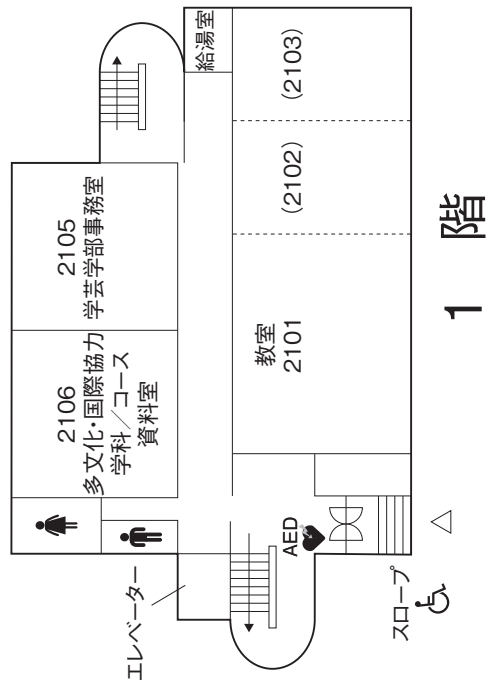 給湯室
2105
学芸学部事務室
2106
多文化・国際協力
学科／コース
資料室
(2103)
(2102)
教室
2101
エレベーター
AED
スロープ
1 階